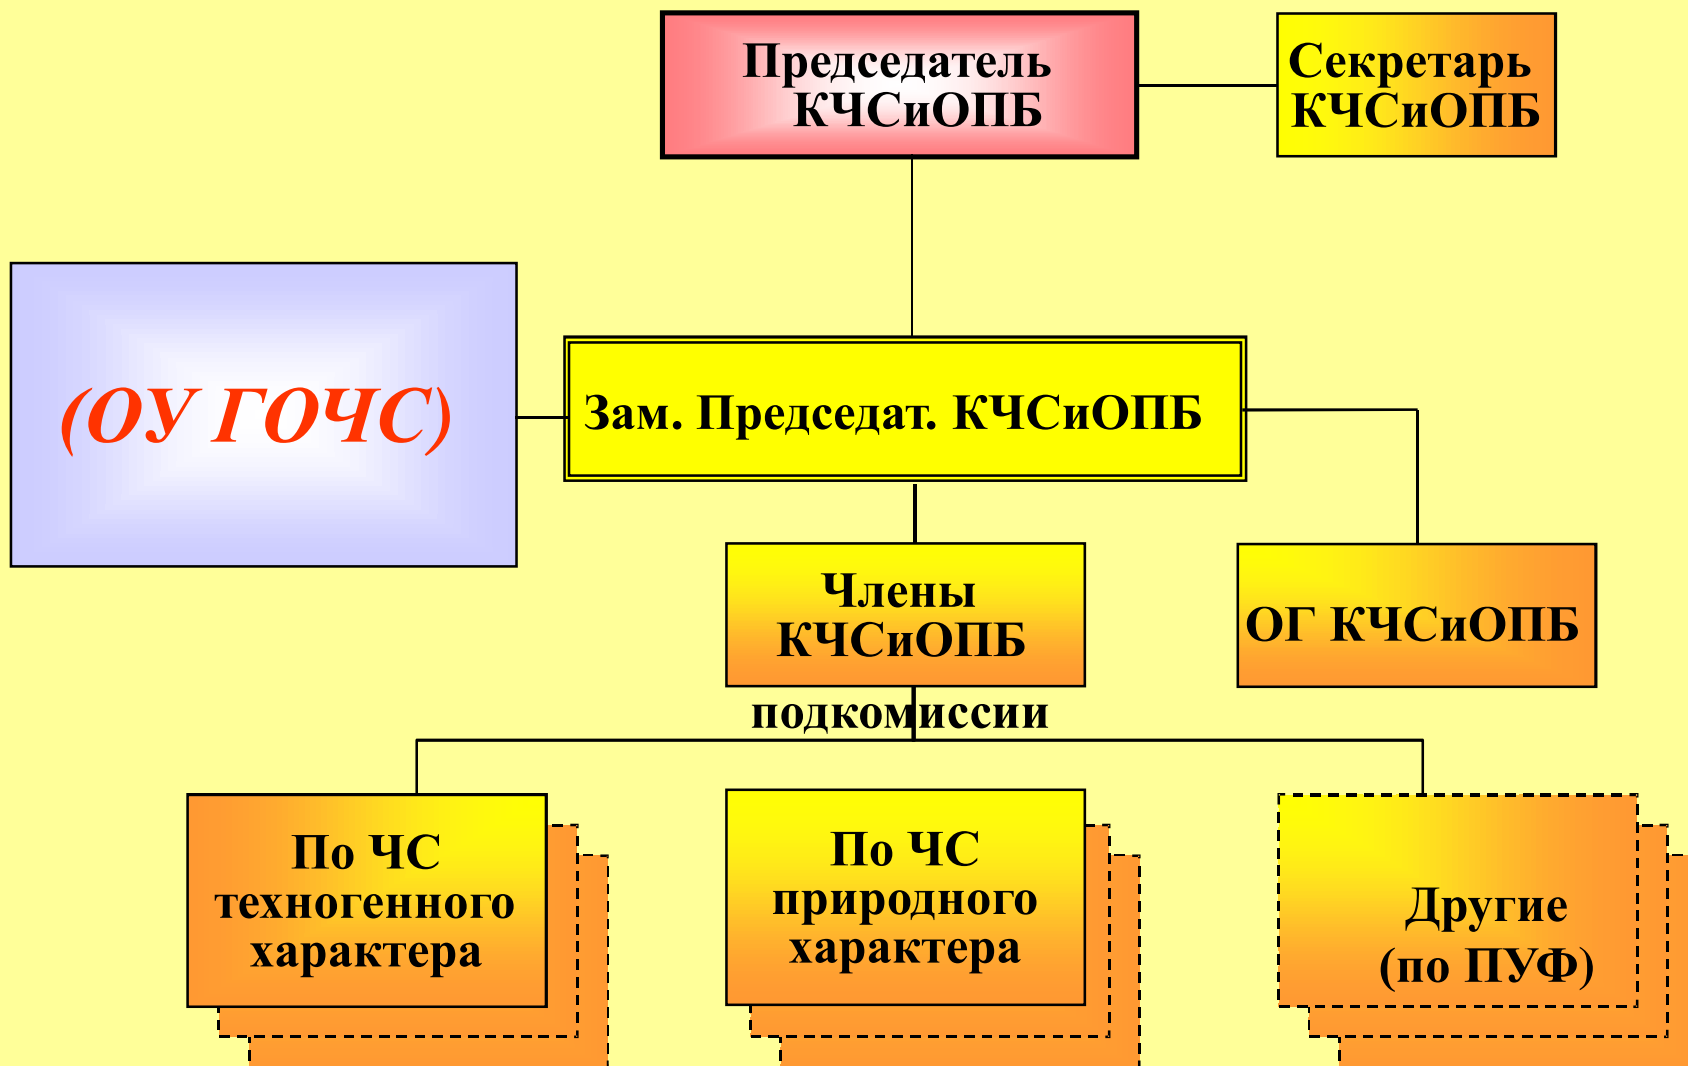 Председатель
КЧСиОПБ
Секретарь
КЧСиОПБ
(ОУ ГОЧС)
Зам. Председат. КЧСиОПБ
Члены
КЧСиОПБ
ОГ КЧСиОПБ
подкомиссии
По ЧС
техногенного
характера
По ЧС
природного
характера
Другие
(по ПУФ)